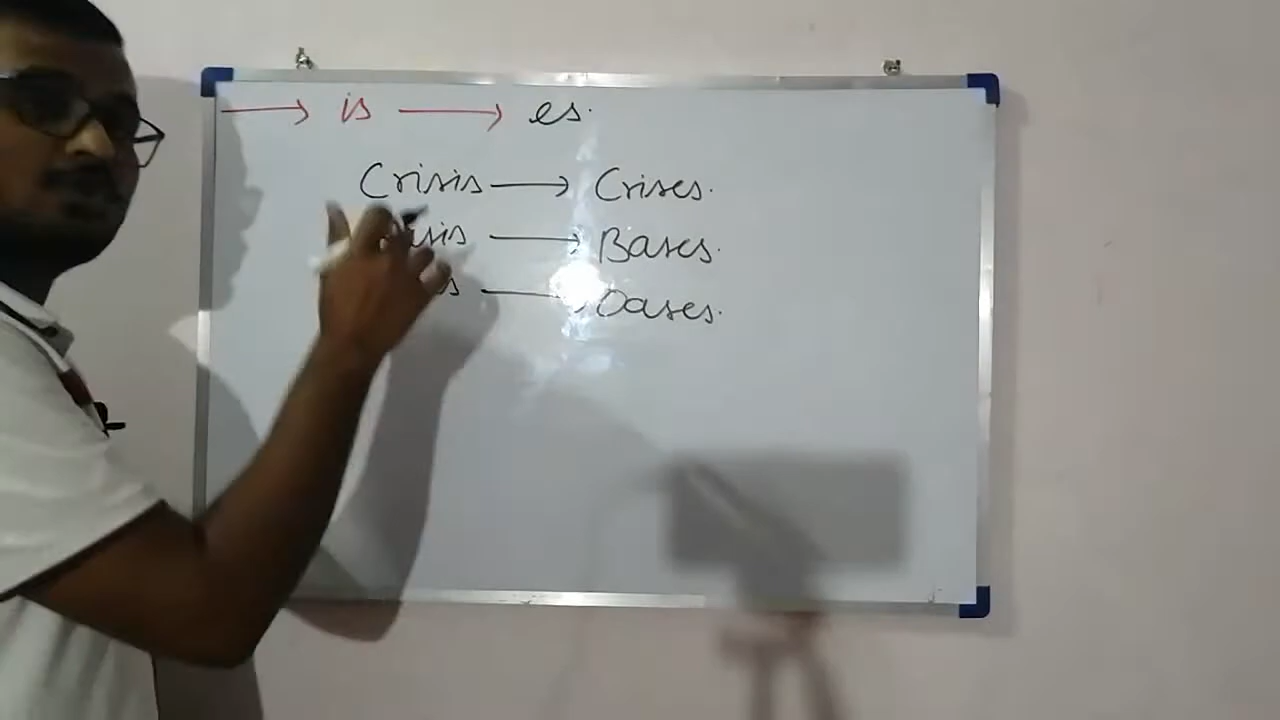 → is → es.
Crisis → Crises.
→ Bases.
→ Oases.